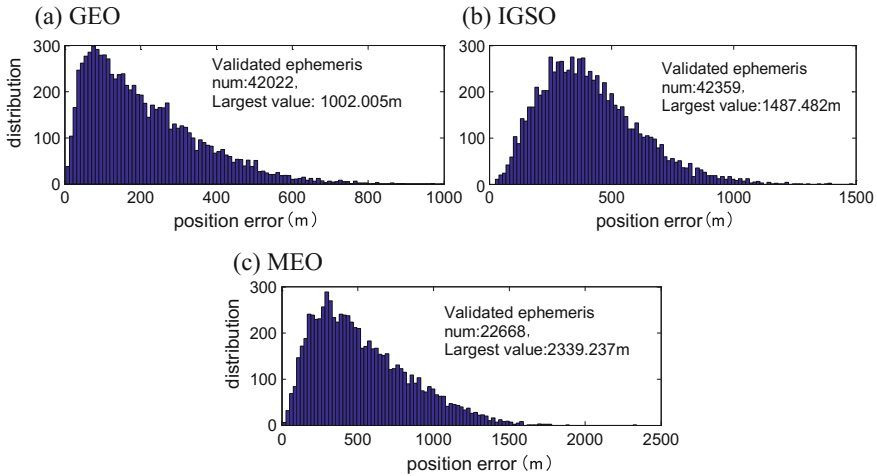 (a) GEO
300
200
100
0
distribution
Validated ephemeris
num:42022,
Largest value: 1002.005m
0 200 400 600 800 1000
position error (m)
(b) IGSO
300
200
100
0
Validated ephemeris
num:42359,
Largest value:1487.482m
0 500 1000 1500
position error (m)
(c) MEO
300
200
100
0
distribution
Validated ephemeris
num:22668,
Largest value:2339.237m
0 500 1000 1500 2000 2500
position error (m)